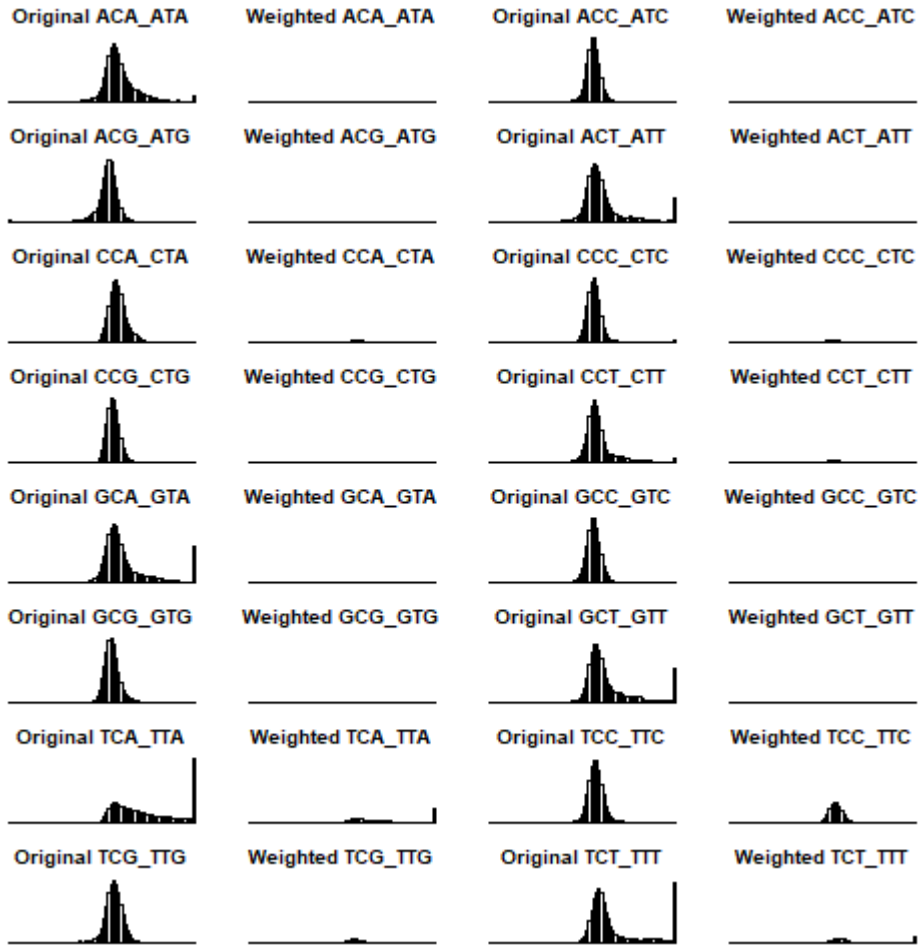 Original ACA_ATA Weighted ACA_ATA Original ACC_ATC Weighted ACC_ATC
Original ACG_ATG Weighted ACG_ATG Original ACT_ATT Weighted ACT_ATT
Original CCA_CTA Weighted CCA_CTA Original CCC_CTC Weighted CCC_CTC
Original CCG_CTG Weighted CCG_CTG Original CCT_CTT Weighted CCT_CTT
Original GCA_GTA Weighted GCA_GTA Original GCC_GTC Weighted GCC_GTC
Original GCG_GTG Weighted GCG_GTG Original GCT_GTT Weighted GCT_GTT
Original TCA_TTA Weighted TCA_TTA Original TCC_TTC Weighted TCC_TTC
Original TCG_TTG Weighted TCG_TTG Original TCT_TTT Weighted TCT_TTT